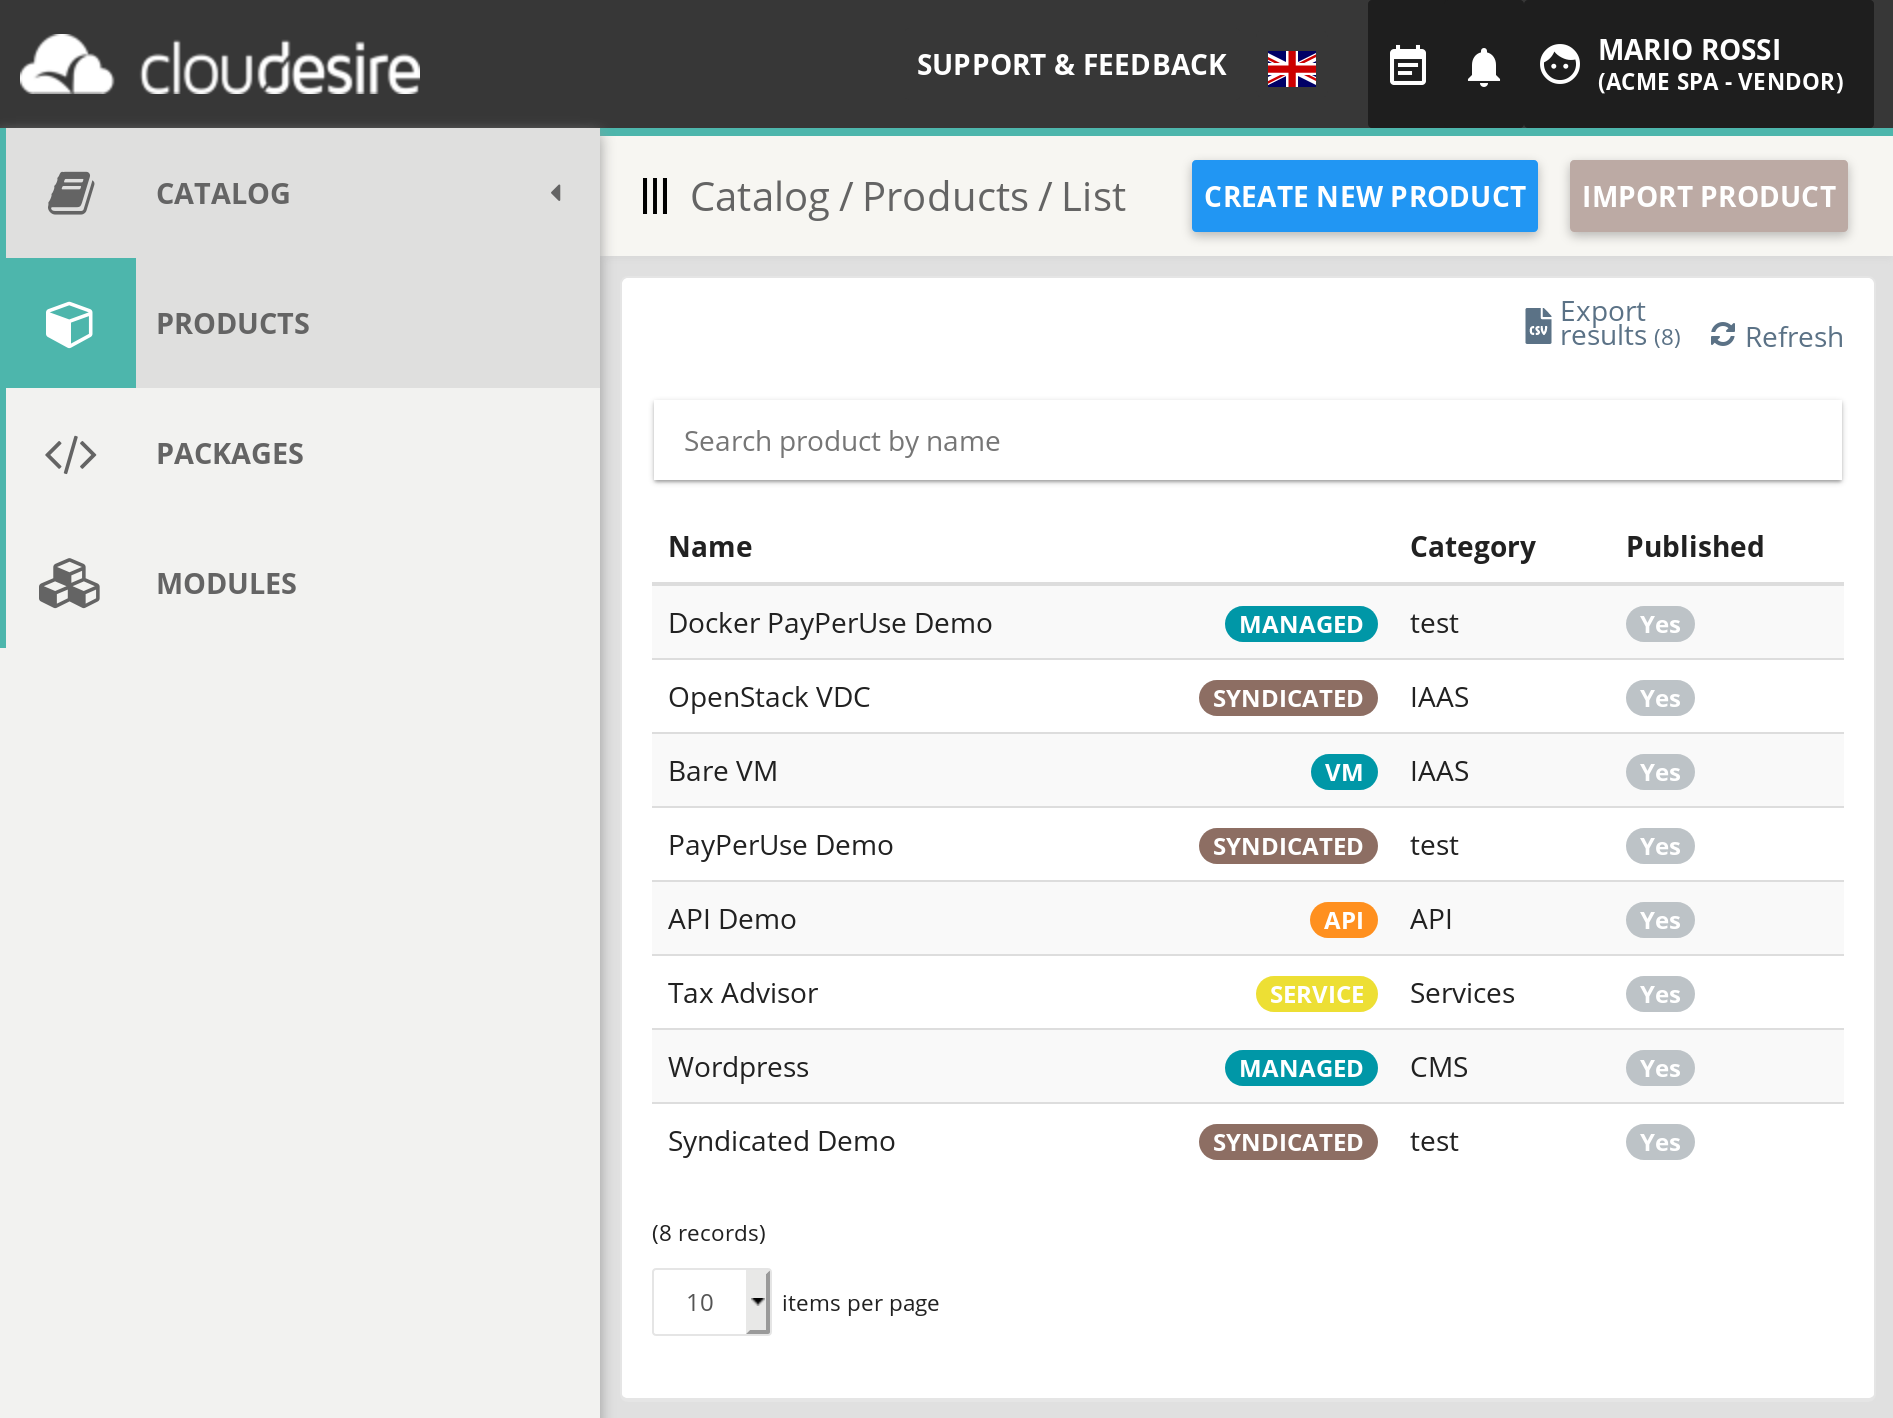 cloudesire
SUPPORT & FEEDBACK
MARIO ROSSI
(ACME SPA - VENDOR)
CATALOG
PRODUCTS
PACKAGES
MODULES
Catalog / Products / List
CREATE NEW PRODUCT
IMPORT PRODUCT
CSV
Export
results (8)
Refresh
Search product by name
Name Category Published
Docker PayPerUse Demo MANAGED test Yes
OpenStack VDC SYNDICATED IAAS Yes
Bare VM VM IAAS Yes
PayPerUse Demo SYNDICATED test Yes
API Demo API API Yes
Tax Advisor SERVICE Services Yes
Wordpress MANAGED CMS Yes
Syndicated Demo SYNDICATED test Yes
(8 records)
10 items per page